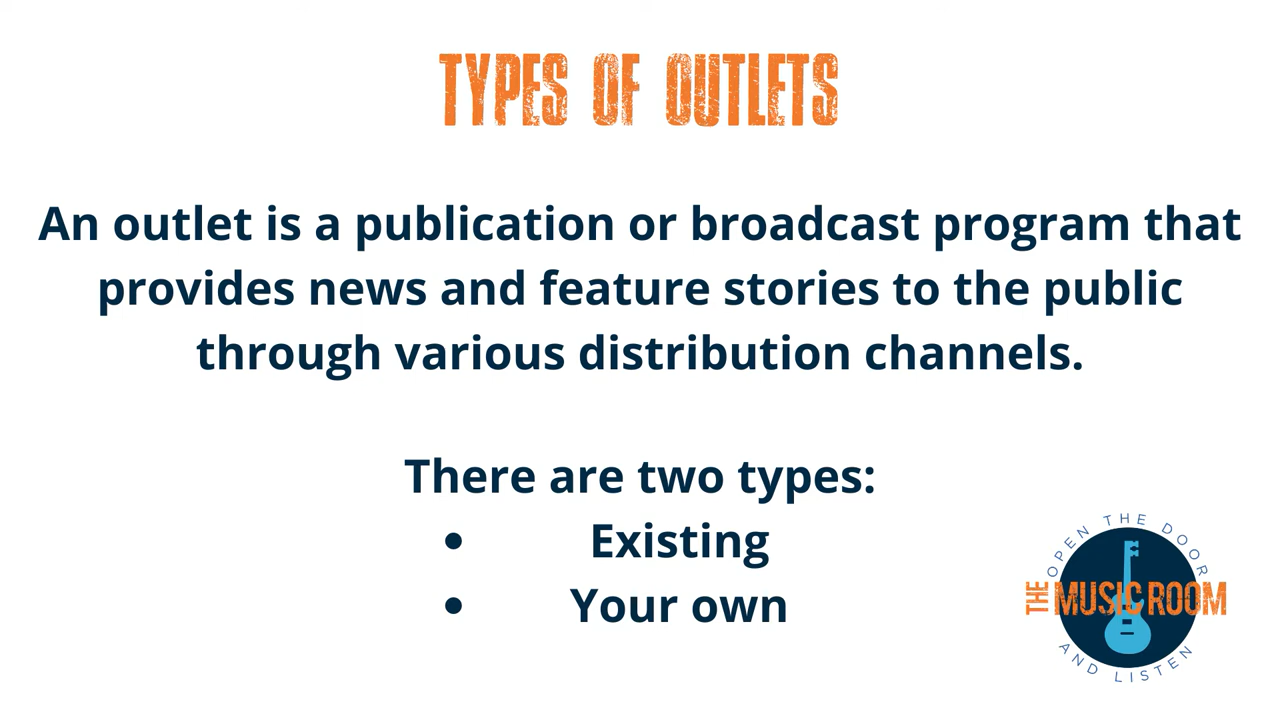 TYPES OF OUTLETS
An outlet is a publication or broadcast program that
provides news and feature stories to the public
through various distribution channels.
There are two types:
• Existing
• Your own
OPEN THE DOOR
THE MUSIC ROOM
AND LISTEN